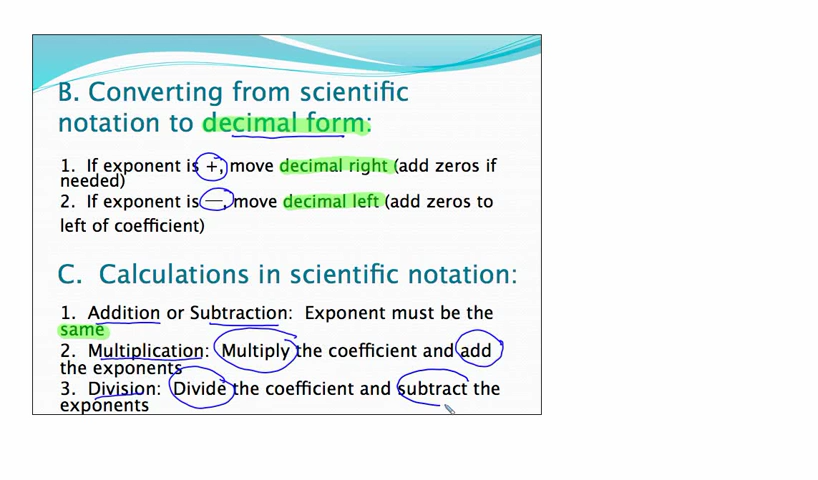 B. Converting from scientific
notation to decimal form:
1. If exponent is +, move decimal right (add zeros if
needed)
2. If exponent is —, move decimal left (add zeros to
left of coefficient)
C. Calculations in scientific notation:
1. Addition or Subtraction: Exponent must be the
same
2. Multiplication: Multiply the coefficient and add
the exponents
3. Division: Divide the coefficient and subtract the
exponents